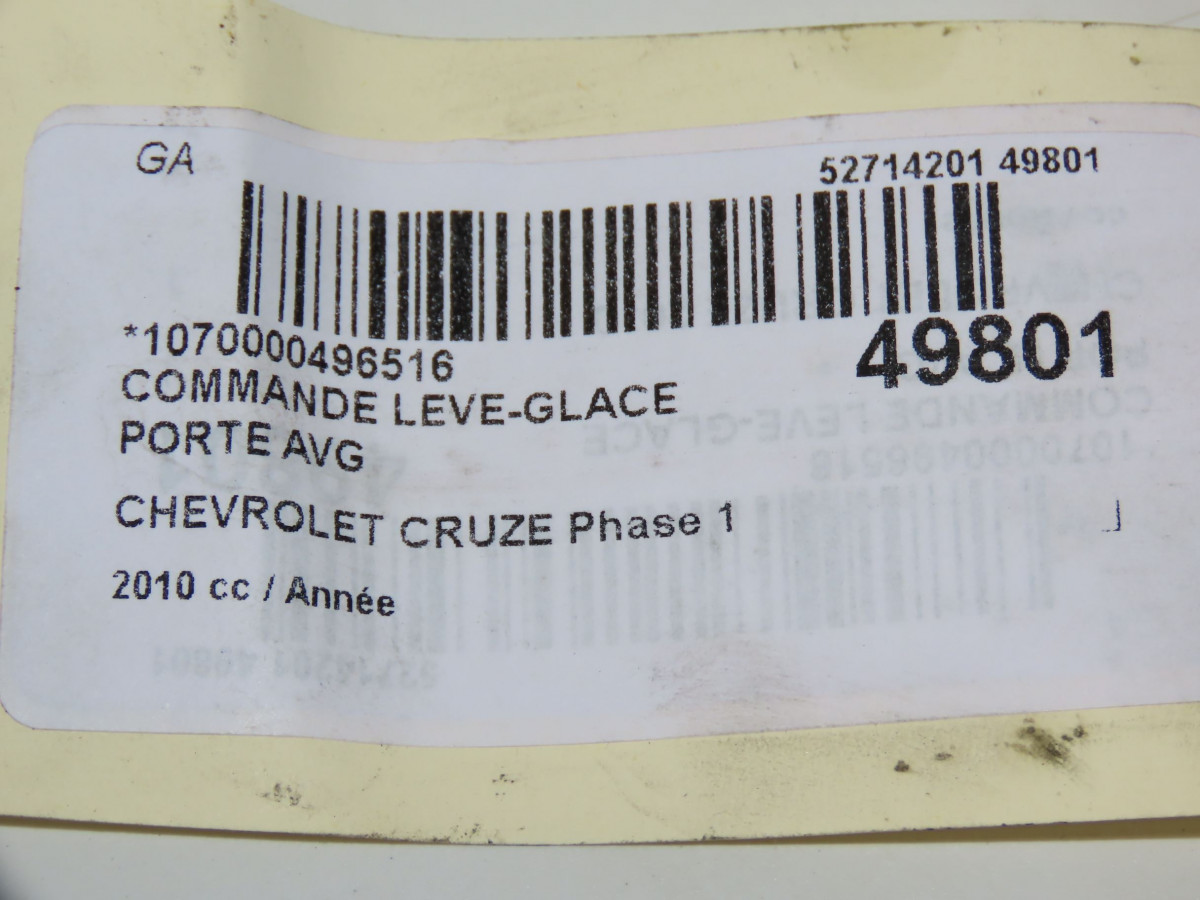 GA
52714201 49801
*1070000496516
49801
COMMANDE LEVE-GLACE
PORTE AVG
CHEVROLET CRUZE Phase 1
2010 cc / Année